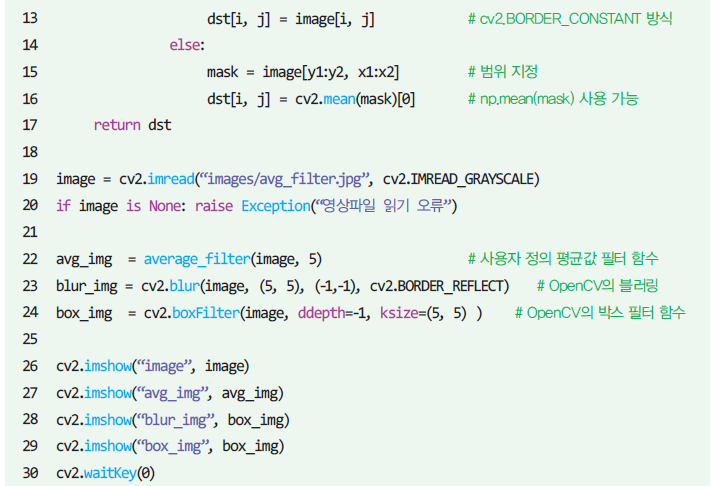 13 dst[i, j] = image[i, j] # cv2.BORDER_CONSTANT 방식
14 else:
15 mask = image[y1:y2, x1:x2] # 범위 지정
16 dst[i, j] = cv2.mean(mask)[0] # np.mean(mask) 사용 가능
17 return dst
18
19 image = cv2.imread(“images/avg_filter.jpg”, cv2.IMREAD_GRAYSCALE)
20 if image is None: raise Exception(“영상파일 읽기 오류”)
21
22 avg_img = average_filter(image, 5) # 사용자 정의 평균값 필터 함수
23 blur_img = cv2.blur(image, (5, 5), (-1,-1), cv2.BORDER_REFLECT) # OpenCV의 블러링
24 box_img = cv2.boxFilter(image, ddepth=-1, ksize=(5, 5) ) # OpenCV의 박스 필터 함수
25
26 cv2.imshow(“image”, image)
27 cv2.imshow(“avg_img”, avg_img)
28 cv2.imshow(“blur_img”, box_img)
29 cv2.imshow(“box_img”, box_img)
30 cv2.waitKey(0)